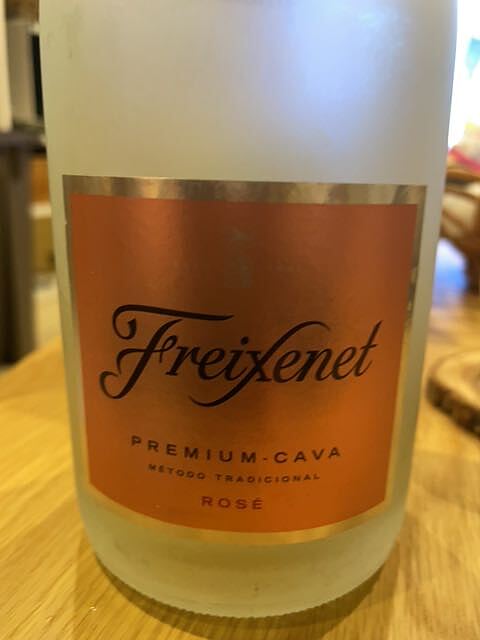 Freixenet
PREMIUM-CAVA
MÉTODO TRADICIONAL
ROSÉ